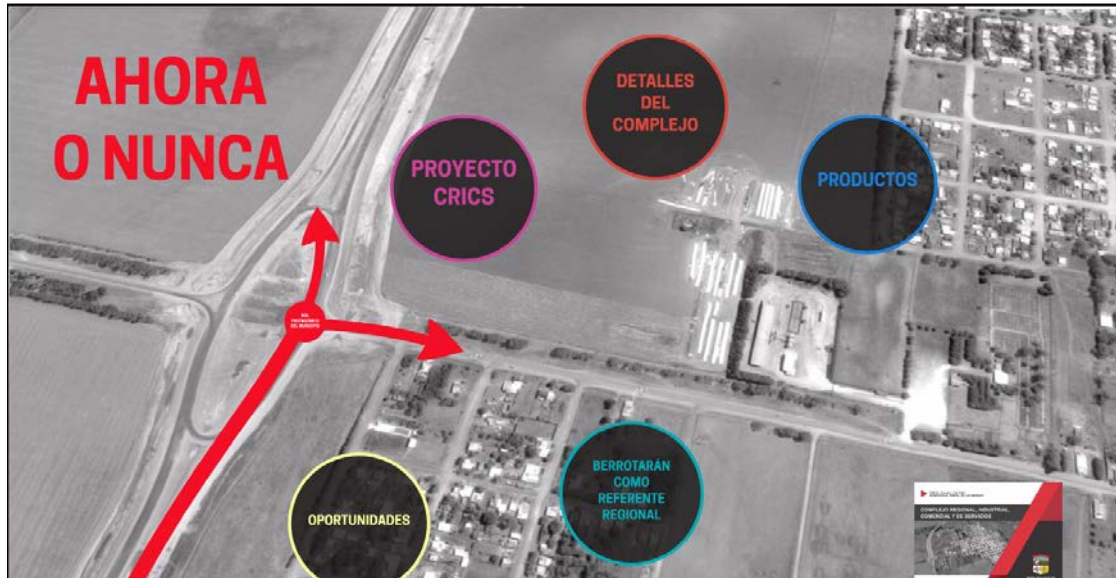 AHORA
O NUNCA
DETALLES
DEL
COMPLEJO
PROYECTO
CRICS
PRODUCTOS
OPORTUNIDADES
BERROTARÁN
COMO
REFERENTE
REGIONAL
COMPLEJO REGIONAL, INDUSTRIAL,
COMERCIAL Y DE SERVICIOS